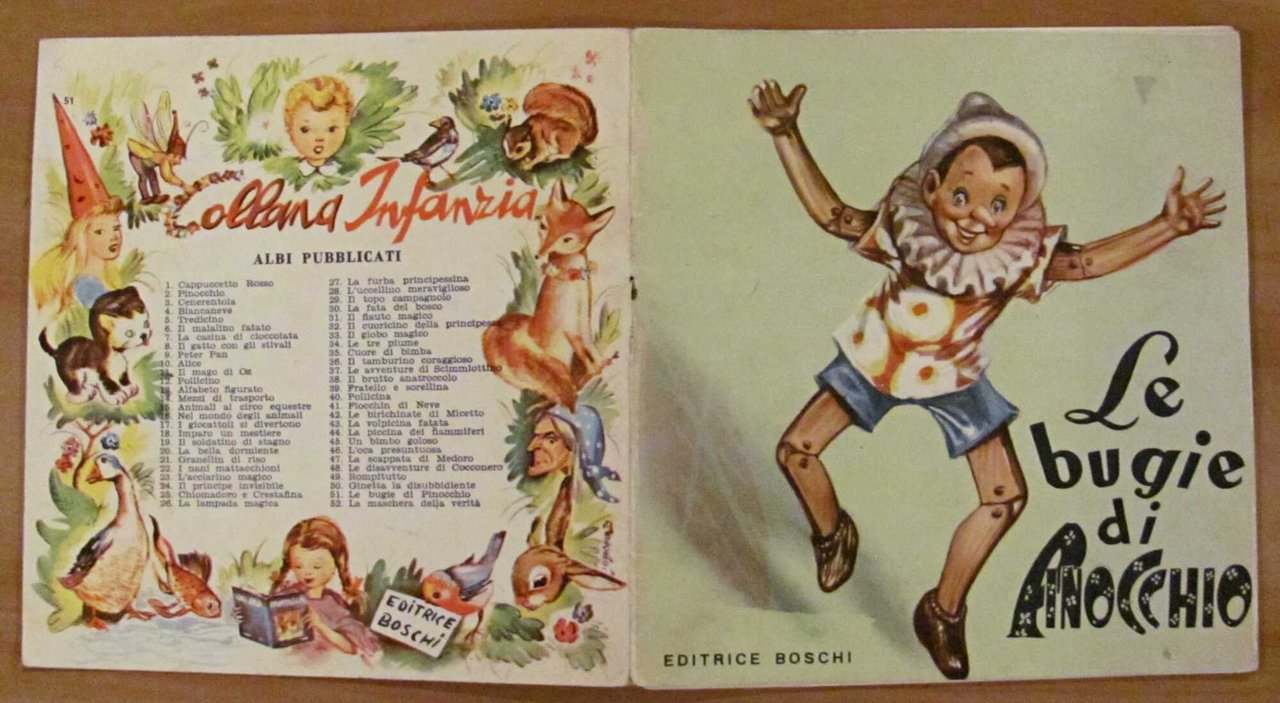 51
Collana Infanzia
ALBI PUBBLICATI
1. Cappuccetto Rosso
2. Pinocchio
3. Cenerentola
4. Biancaneve
5. Tredicino
6. Il maialino fatato
7. La casina di cioccolata
8. Il gatto con gli stivali
9. Peter Pan
10. Alice
11. Il mago di Oz
12. Pollicino
13. Alfabeto figurato
14. Mezzi di trasporto
15. Animali al circo equestre
16. Nel mondo degli animali
17. I giocattoli si divertono
18. Imparo un mestiere
19. Il soldatino di stagno
20. La bella dormiente
21. Granellin di riso
22. I nani mattacchioni
23. L'acciarino magico
24. Il principe invisibile
25. Chiomadoro e Crestafina
26. La lampada magica
27. La furba principessina
28. L'uccellino meraviglioso
29. Il topo campagnolo
30. La fata del bosco
31. Il flauto magico
32. Il cuoricino della principessa
33. Il globo magico
34. Le tre piume
35. Cuore di bimba
36. Il tamburino coraggioso
37. Le avventure di Scimmiottino
38. Il brutto anatroccolo
39. Fratello e sorellina
40. Pollicina
41. Fiocchin di Neve
42. Le birichinate di Micetto
43. La volpicina fatata
44. La piccina dei fiammiferi
45. Un bimbo goloso
46. L'oca presuntuosa
47. La scappata di Medoro
48. Le disavventure di Cocconero
49. Rompitutto
50. Ginetta la disubbidiente
51. Le bugie di Pinocchio
52. La maschera della verità
EDITRICE
BOSCHI
Le
bugie
di
PINOCCHIO
EDITRICE BOSCHI